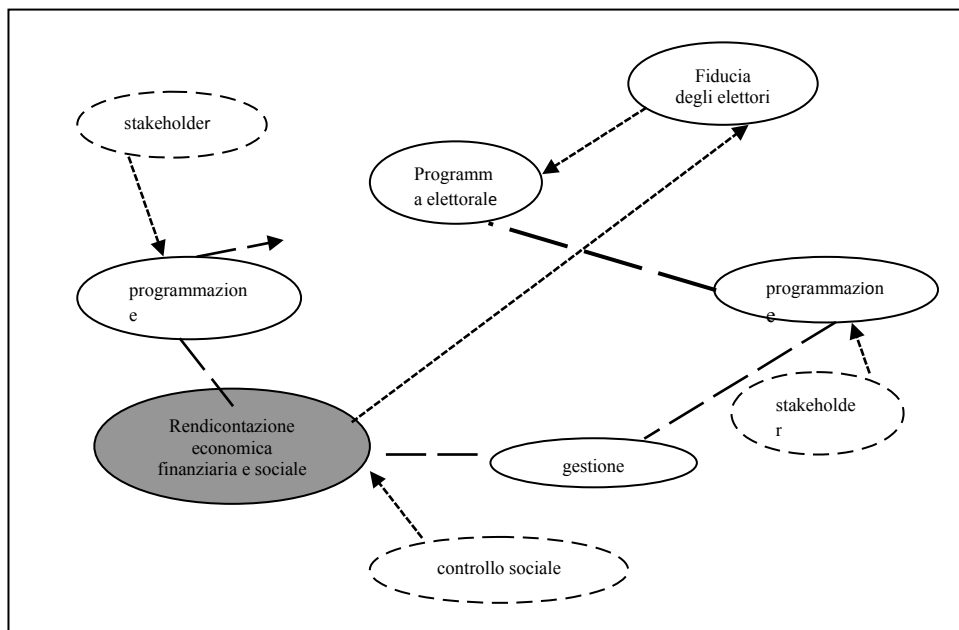 Fiducia
degli elettori
stakeholder
Programm
a elettorale
programmazion
e
programmazion
e
stakeholde
r
Rendicontazione
economica
finanziaria e sociale
gestione
controllo sociale